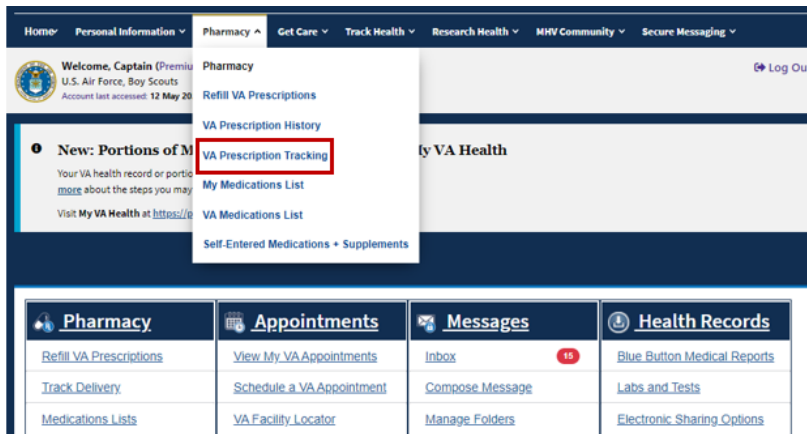 Home Personal Information Pharmacy Get Care Track Health Research Health MHV Community Secure Messaging
Welcome, Captain (Premiu
U.S. Air Force, Boy Scouts
Account last accessed: 12 May 20
Log Ou
Pharmacy
Refill VA Prescriptions
VA Prescription History
VA Prescription Tracking
My Medications List
VA Medications List
Self-Entered Medications + Supplements
New: Portions of M
y VA Health
Your VA health record or portio
more about the steps you may
Visit My VA Health at https://p
Pharmacy
Refill VA Prescriptions
Track Delivery
Medications Lists
Appointments
View My VA Appointments
Schedule a VA Appointment
VA Facility Locator
Messages
Inbox 15
Compose Message
Manage Folders
Health Records
Blue Button Medical Reports
Labs and Tests
Electronic Sharing Options